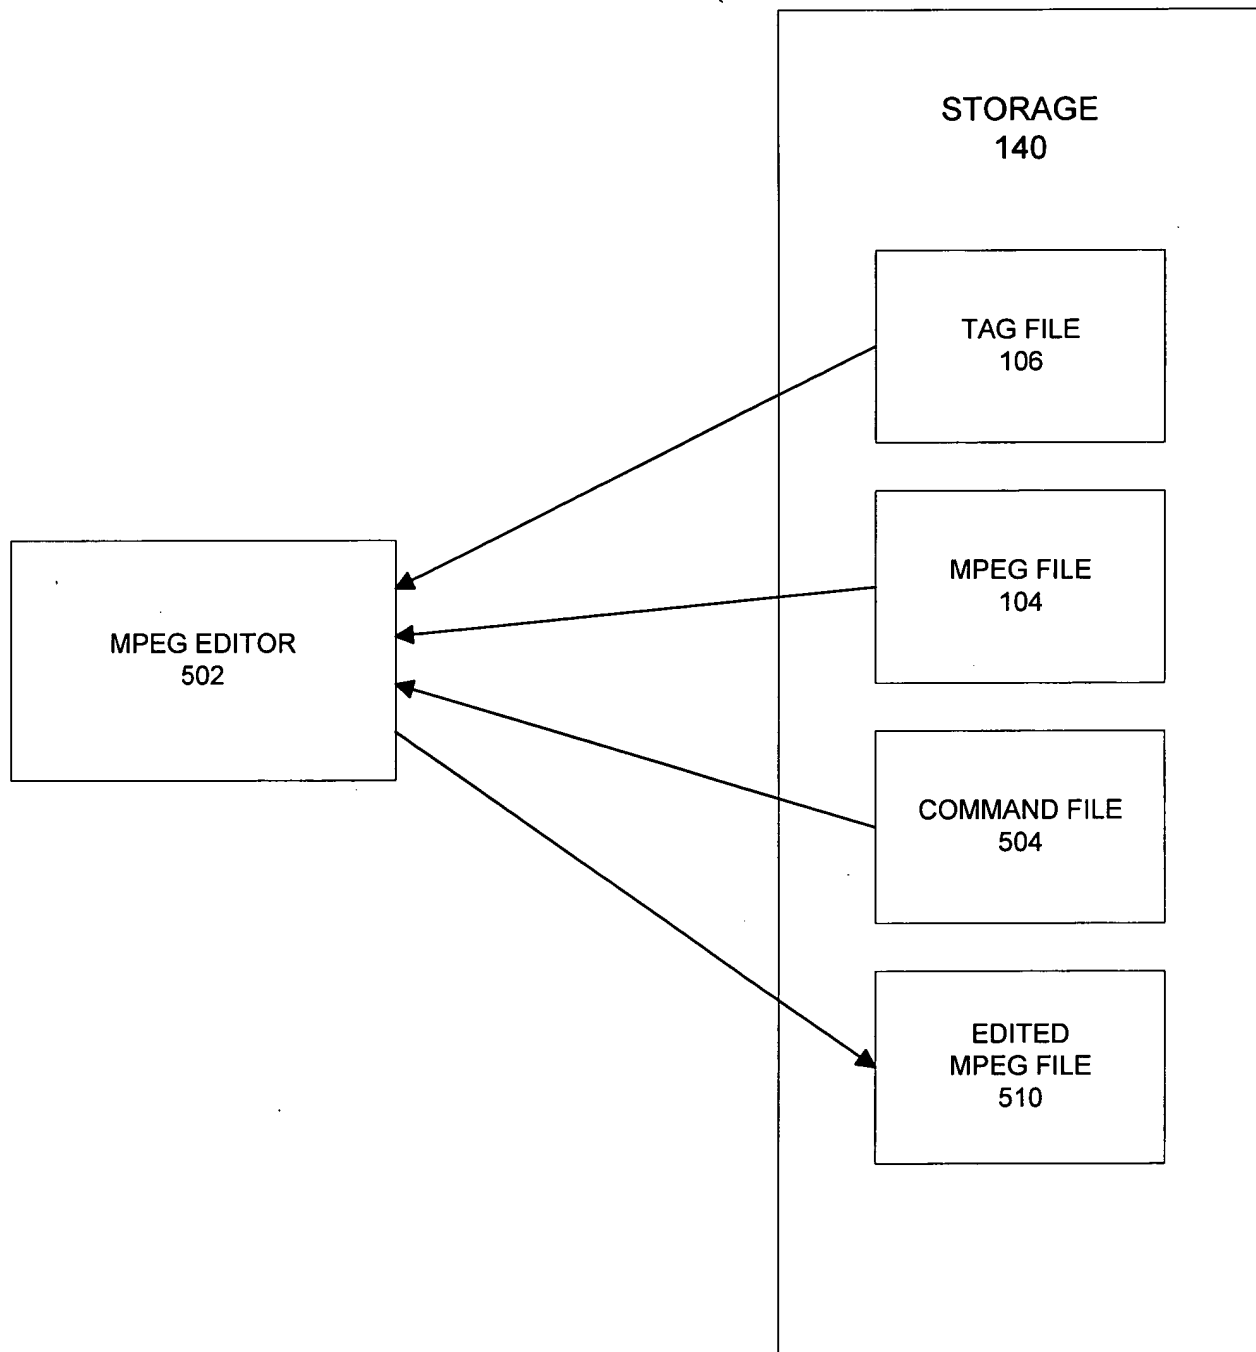 STORAGE
140
TAG FILE
106
MPEG FILE
104
MPEG EDITOR
502
COMMAND FILE
504
EDITED
MPEG FILE
510